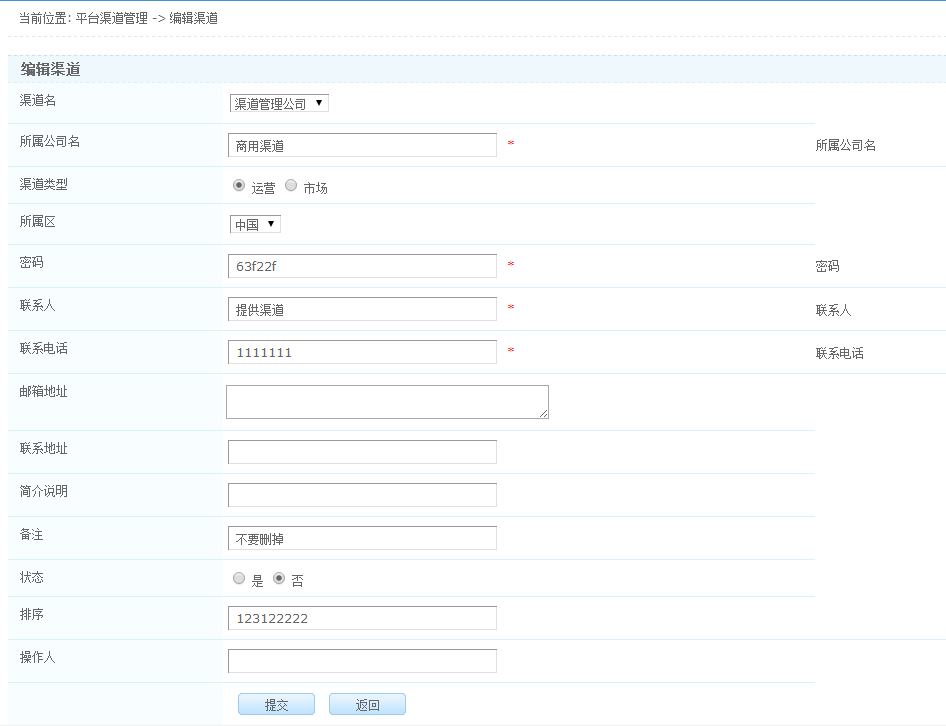 当前位置: 平台渠道管理 -> 编辑渠道
编辑渠道
渠道名 渠道管理公司
所属公司名 商用渠道 * 所属公司名
渠道类型 运营 市场
所属区 中国
密码 63f22f * 密码
联系人 提供渠道 * 联系人
联系电话 1111111 * 联系电话
邮箱地址
联系地址
简介说明
备注 不要删掉
状态 是 否
排序 123122222
操作人
提交 返回